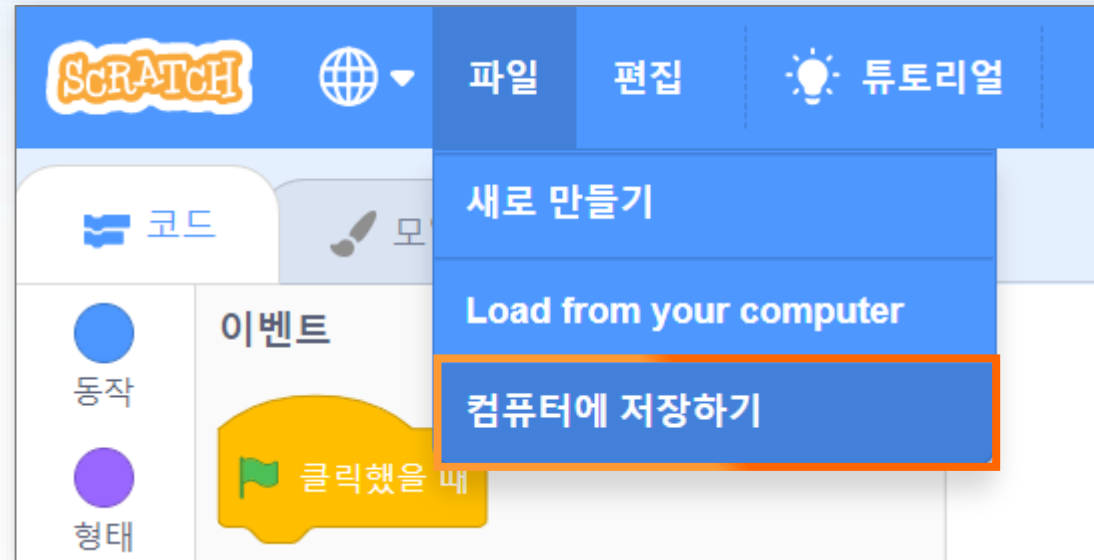 SCRATCH 파일 편집 튜토리얼
새로 만들기
코드
Load from your computer
이벤트
동작
컴퓨터에 저장하기
클릭했을 때
형태